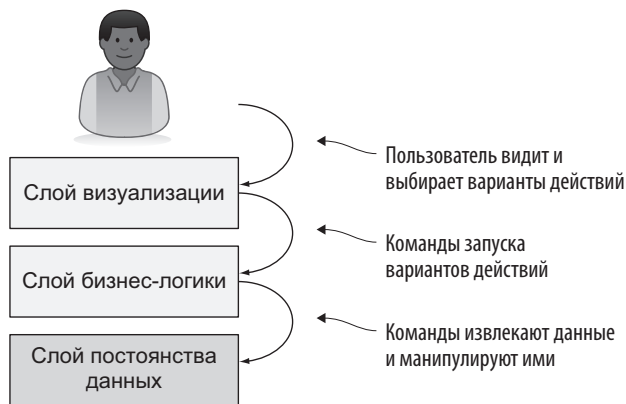 Пользователь видит и
выбирает варианты действий
Слой визуализации
Команды запуска
вариантов действий
Слой бизнес-логики
Команды извлекают данные
и манипулируют ими
Слой постоянства
данных